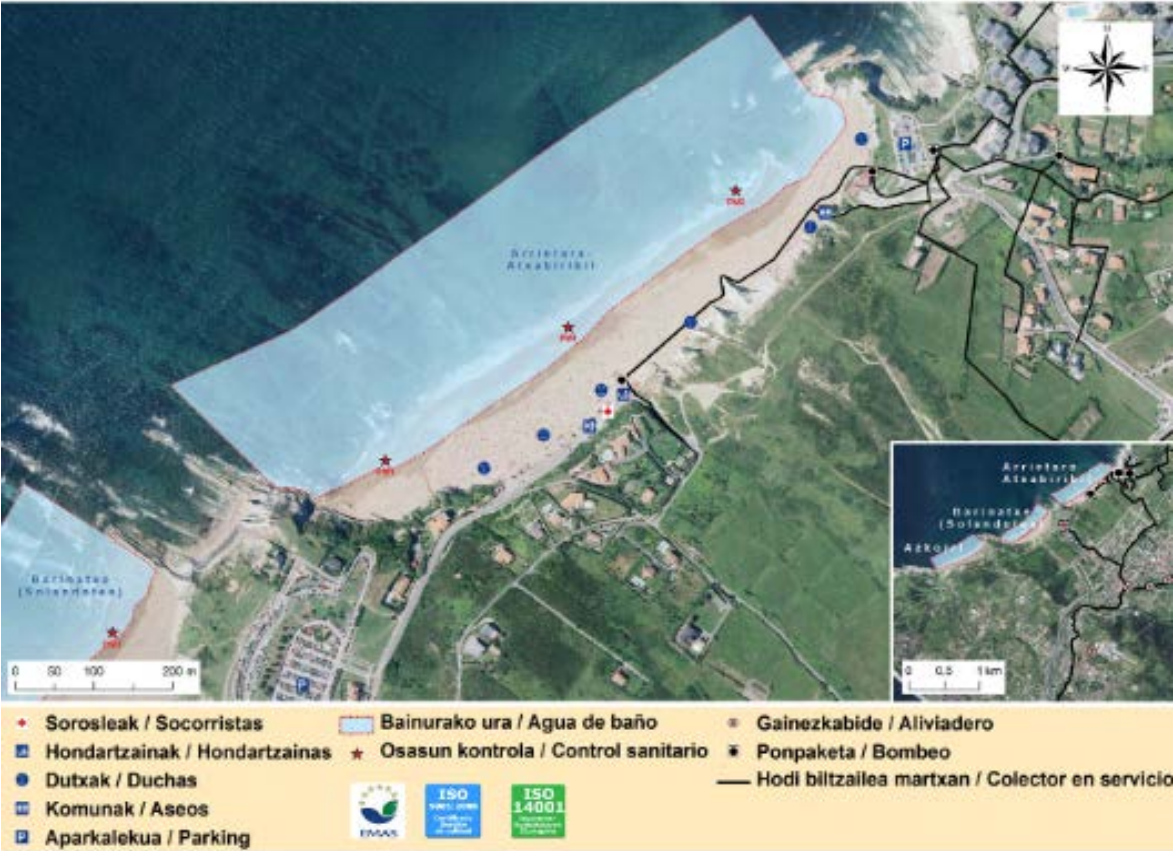 N
P
Arrietara-
Atxabiribil
Arrietara
Atxabiribil
Barinatxe
(Solandotes)
Azkorri
Barinatxe
(Solandotes)
0 50 100 200 m
P
0 0,5 1 km
Sorosleak / Socorristas
Bainurako ura / Agua de baño
Gainezkabide / Aliviadero
Hondartzainak / Hondartzainas
Osasun kontrola / Control sanitario
Ponpaketa / Bombeo
Dutxak / Duchas
Hodi biltzailea martxan / Colector en servicio
Komunak / Aseos
P Aparkalekua / Parking
EMAS
ISO
ISO
14001